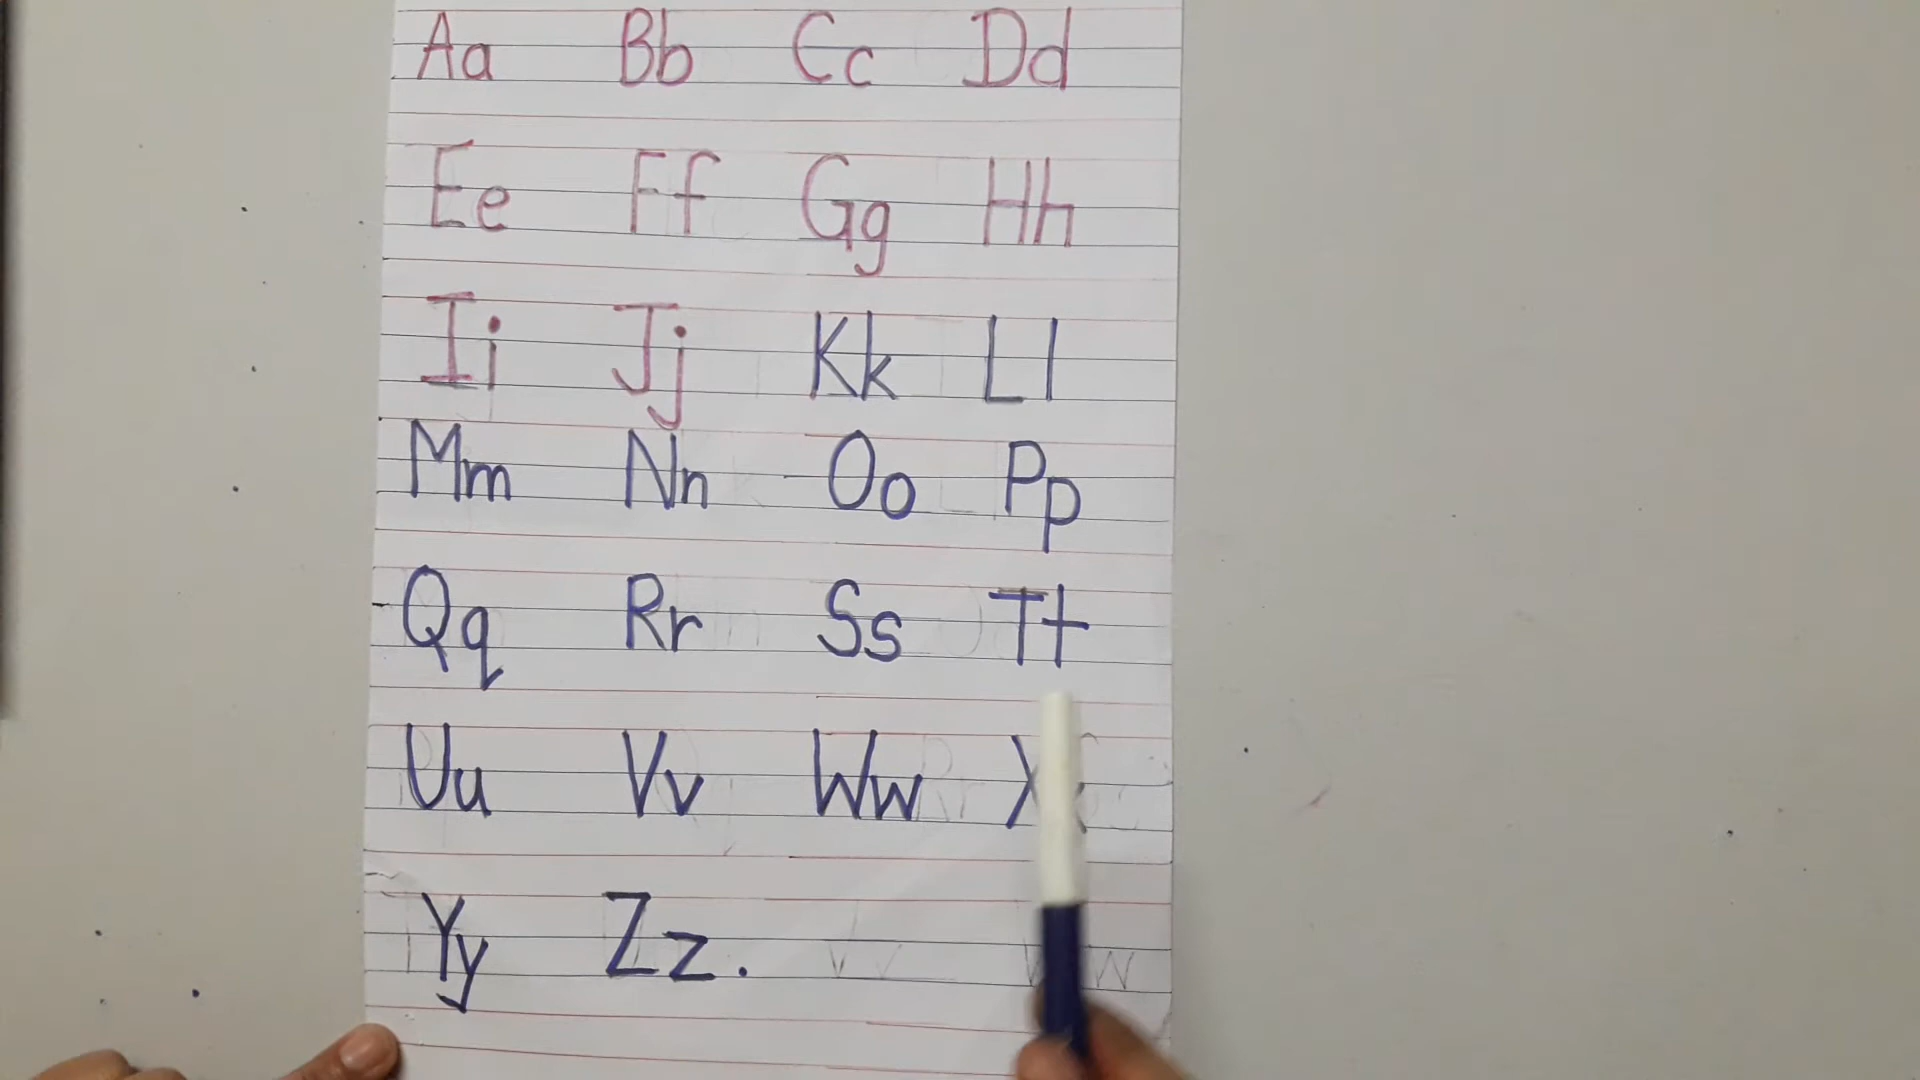 Aa Bb Cc Dd
Ee Ff Gg Hh
Ii Jj Kk Ll
Mm Nn Oo Pp
Qq Rr Ss Tt
Uu Vv Ww X
Yy Zz.